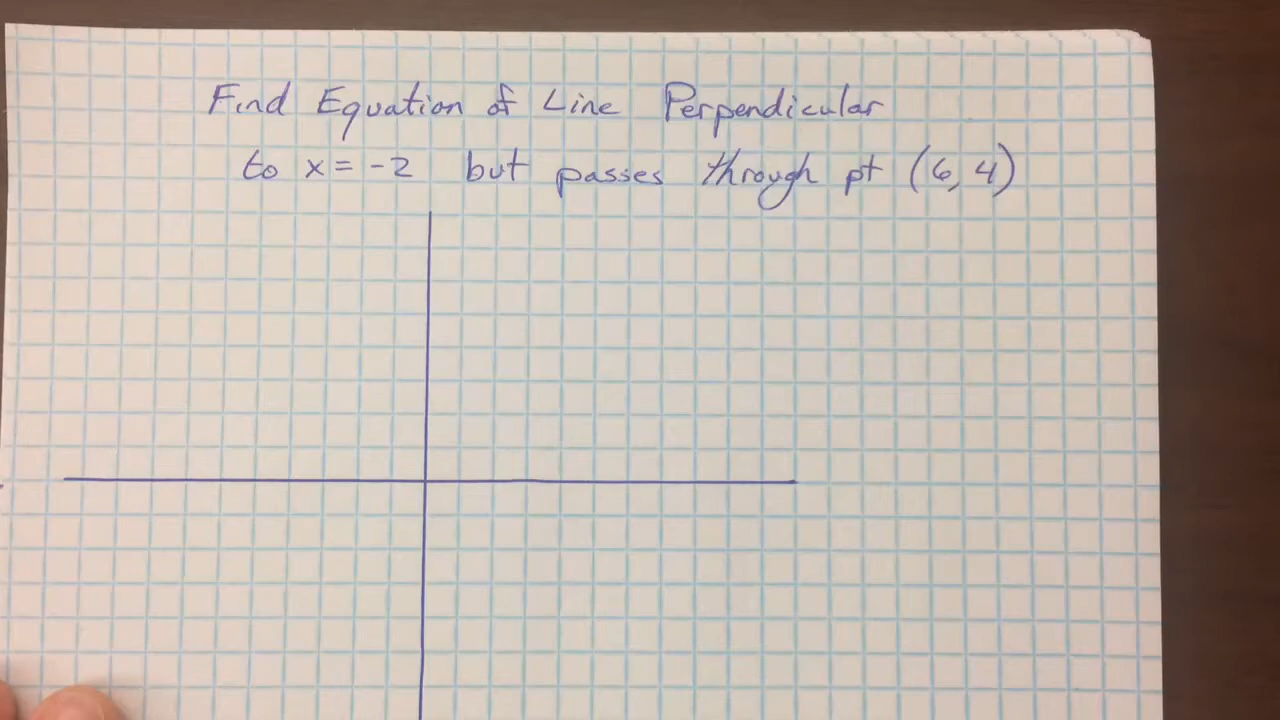 Find Equation of Line Perpendicular
to x = -2 but passes through pt (6, 4)